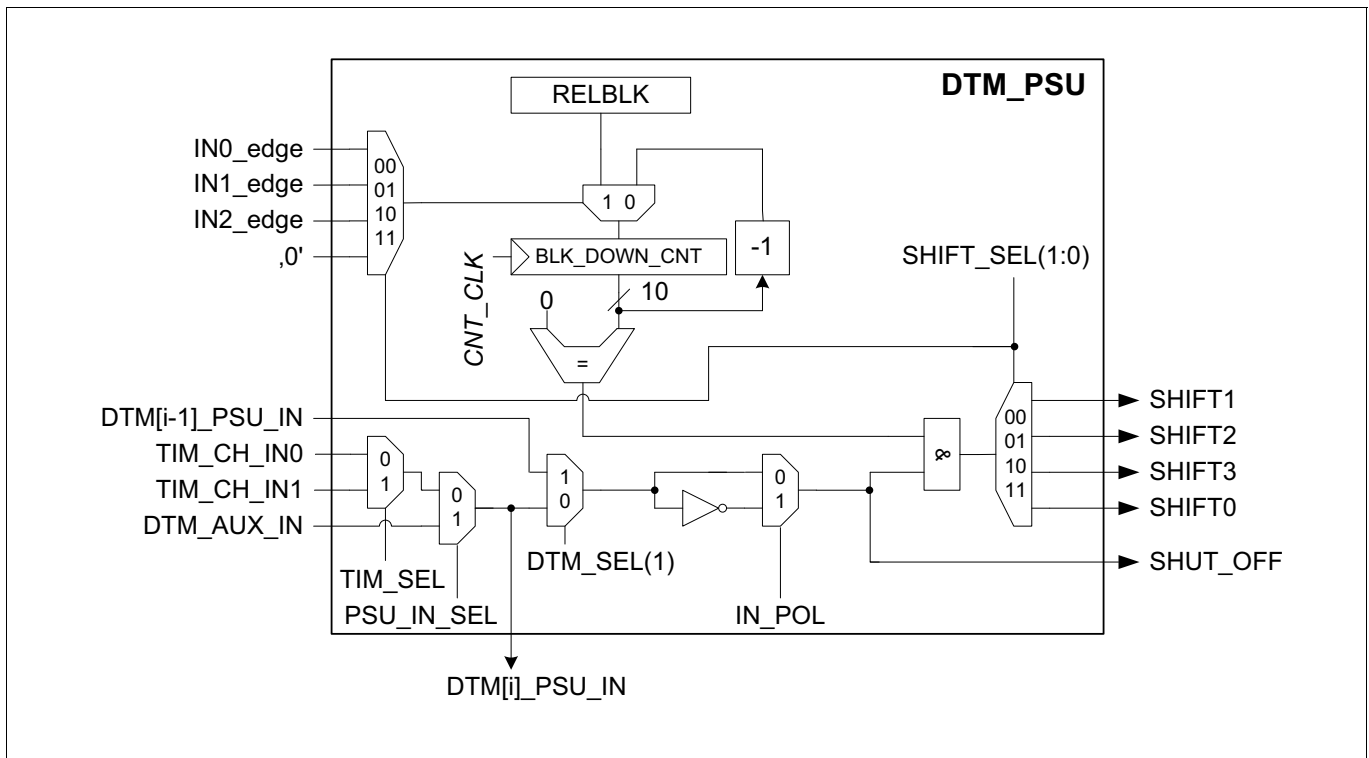 DTM_PSU
RELBLK
IN0_edge
IN1_edge
IN2_edge
‚0'
00
01
10
11
1 0
-1
BLK_DOWN_CNT
CNT_CLK
10
0
=
SHIFT_SEL(1:0)
DTM[i-1]_PSU_IN
TIM_CH_IN0
TIM_CH_IN1
DTM_AUX_IN
0
1
0
1
1
0
0
1
&
00
01
10
11
SHIFT1
SHIFT2
SHIFT3
SHIFT0
SHUT_OFF
TIM_SEL
PSU_IN_SEL
DTM_SEL(1)
IN_POL
DTM[i]_PSU_IN